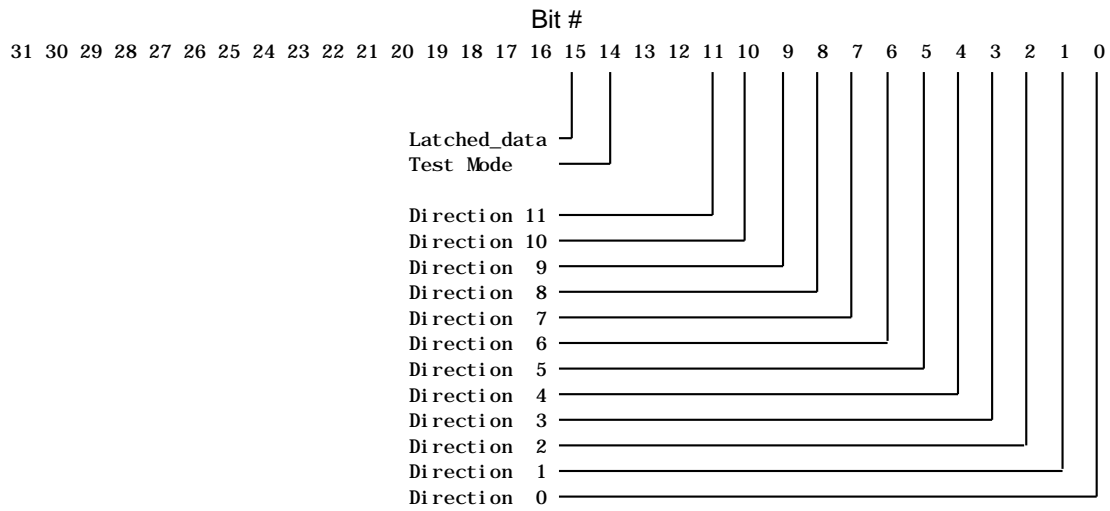 Bit #
31 30 29 28 27 26 25 24 23 22 21 20 19 18 17 16 15 14 13 12 11 10 9 8 7 6 5 4 3 2 1 0
Latched_data
Test Mode
Direction 11
Direction 10
Direction 9
Direction 8
Direction 7
Direction 6
Direction 5
Direction 4
Direction 3
Direction 2
Direction 1
Direction 0